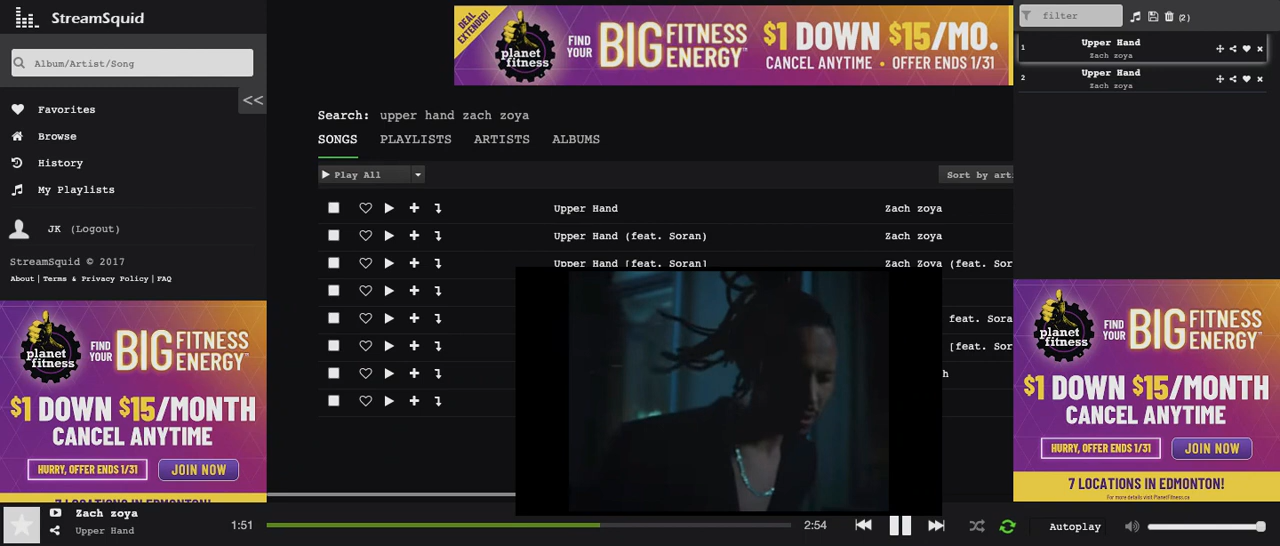 StreamSquid
Album/Artist/Song
<<
Favorites
Browse
History
My Playlists
JK (Logout)
StreamSquid © 2017
About | Terms & Privacy Policy | FAQ
planet fitness
FIND YOUR BIG FITNESS ENERGY™
$1 DOWN $15/MONTH
CANCEL ANYTIME
HURRY, OFFER ENDS 1/31
JOIN NOW
7 LOCATIONS IN EDMONTON!
DEAL EXTENDED!
planet fitness
FIND YOUR BIG FITNESS ENERGY™
$1 DOWN $15/MO.
CANCEL ANYTIME • OFFER ENDS 1/31
Search: upper hand zach zoya
SONGS PLAYLISTS ARTISTS ALBUMS
Play All
Sort by arti
Upper Hand Zach zoya
Upper Hand (feat. Soran) Zach zoya
Upper Hand [feat. Soran] Zach Zoya (feat. Sor
feat. Sora
[feat. Sor
h
filter
(2)
1 Upper Hand
Zach zoya
2 Upper Hand
Zach zoya
planet fitness
FIND YOUR BIG FITNESS ENERGY™
$1 DOWN $15/MONTH
CANCEL ANYTIME
HURRY, OFFER ENDS 1/31
JOIN NOW
7 LOCATIONS IN EDMONTON!
For more details visit PlanetFitness.ca
Zach zoya
Upper Hand
1:51
2:54
Autoplay